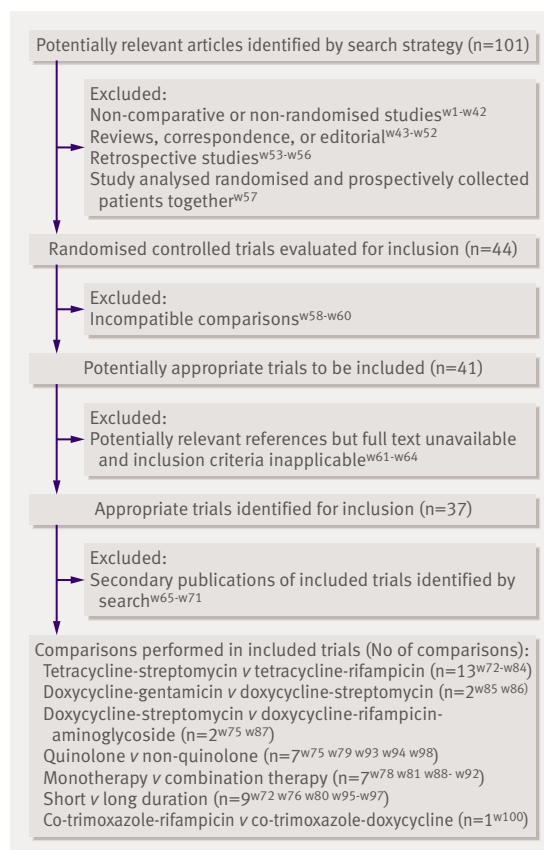 Potentially relevant articles identified by search strategy (n=101)
Excluded:
Non-comparative or non-randomised studies^w1-w42
Reviews, correspondence, or editorial^w43-w52
Retrospective studies^w53-w56
Study analysed randomised and prospectively collected
patients together^w57
Randomised controlled trials evaluated for inclusion (n=44)
Excluded:
Incompatible comparisons^w58-w60
Potentially appropriate trials to be included (n=41)
Excluded:
Potentially relevant references but full text unavailable
and inclusion criteria inapplicable^w61-w64
Appropriate trials identified for inclusion (n=37)
Excluded:
Secondary publications of included trials identified by
search^w65-w71
Comparisons performed in included trials (No of comparisons):
Tetracycline-streptomycin v tetracycline-rifampicin (n=13^w72-w84)
Doxycycline-gentamicin v doxycycline-streptomycin (n=2^w85 w86)
Doxycycline-streptomycin v doxycycline-rifampicin-
aminoglycoside (n=2^w75 w87)
Quinolone v non-quinolone (n=7^w75 w79 w93 w94 w98)
Monotherapy v combination therapy (n=7^w78 w81 w88- w92)
Short v long duration (n=9^w72 w76 w80 w95-w97)
Co-trimoxazole-rifampicin v co-trimoxazole-doxycycline (n=1^w100)